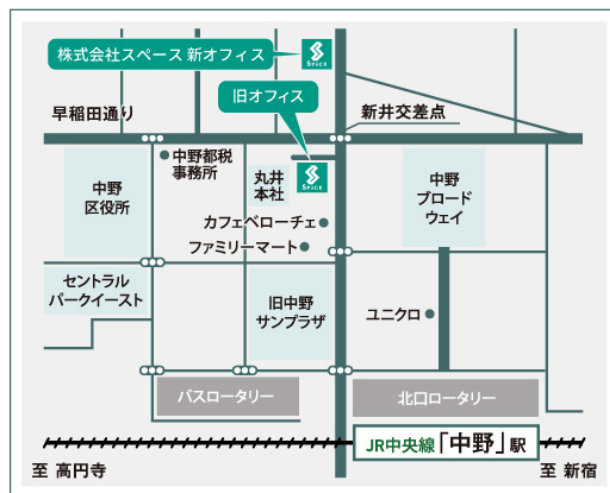 株式会社スペース 新オフィス
SPACE
旧オフィス
早稲田通り
新井交差点
中野都税
事務所
丸井
本社
SPACE
中野
区役所
中野
ブロード
ウェイ
カフェベローチェ
ファミリーマート
セントラル
パークイースト
旧中野
サンプラザ
ユニクロ
バスロータリー
北口ロータリー
JR中央線「中野」駅
至 高円寺
至 新宿